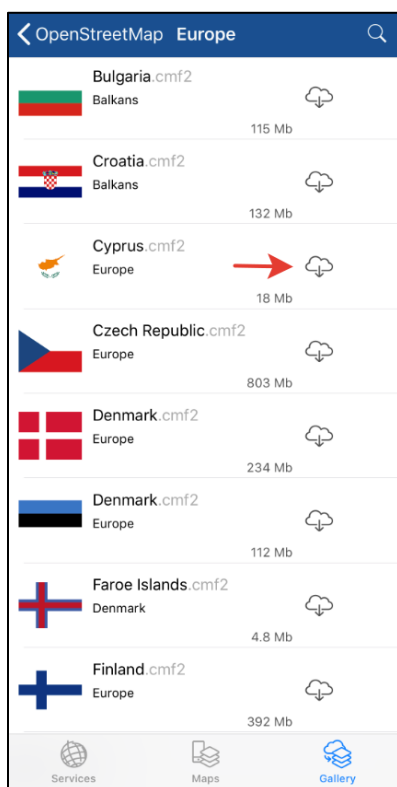 OpenStreetMap Europe
Bulgaria.cmf2
Balkans
115 Mb
Croatia.cmf2
Balkans
132 Mb
Cyprus.cmf2
Europe
18 Mb
Czech Republic.cmf2
Europe
803 Mb
Denmark.cmf2
Europe
234 Mb
Denmark.cmf2
Europe
112 Mb
Faroe Islands.cmf2
Denmark
4.8 Mb
Finland.cmf2
Europe
392 Mb
Services Maps Gallery